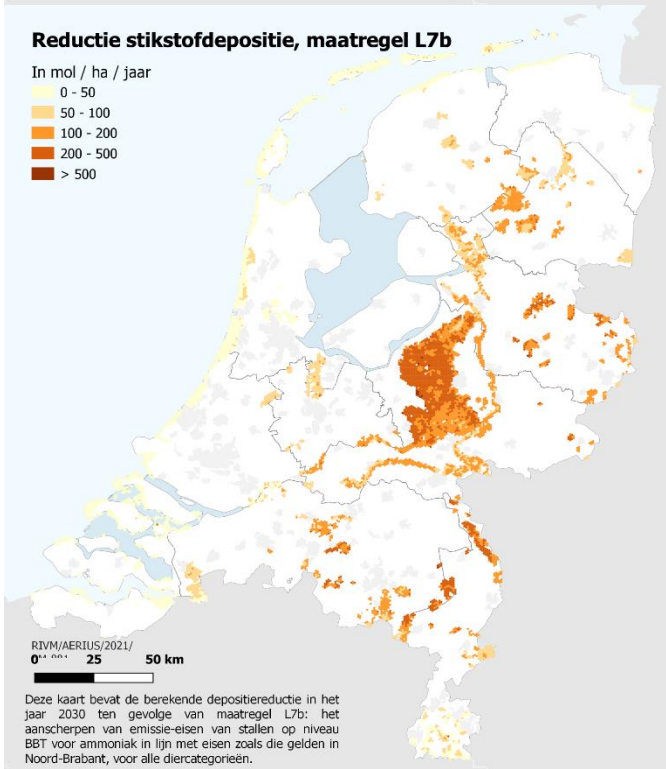 Reductie stikstofdepositie, maatregel L7b
In mol / ha / jaar
0 - 50
50 - 100
100 - 200
200 - 500
> 500
RIVM/AERIUS/2021/
0 25 50 km
Deze kaart bevat de berekende depositiereductie in het
jaar 2030 ten gevolge van maatregel L7b: het
aanscherpen van emissie-eisen van stallen op niveau
BBT voor ammoniak in lijn met eisen zoals die gelden in
Noord-Brabant, voor alle diercategorieën.